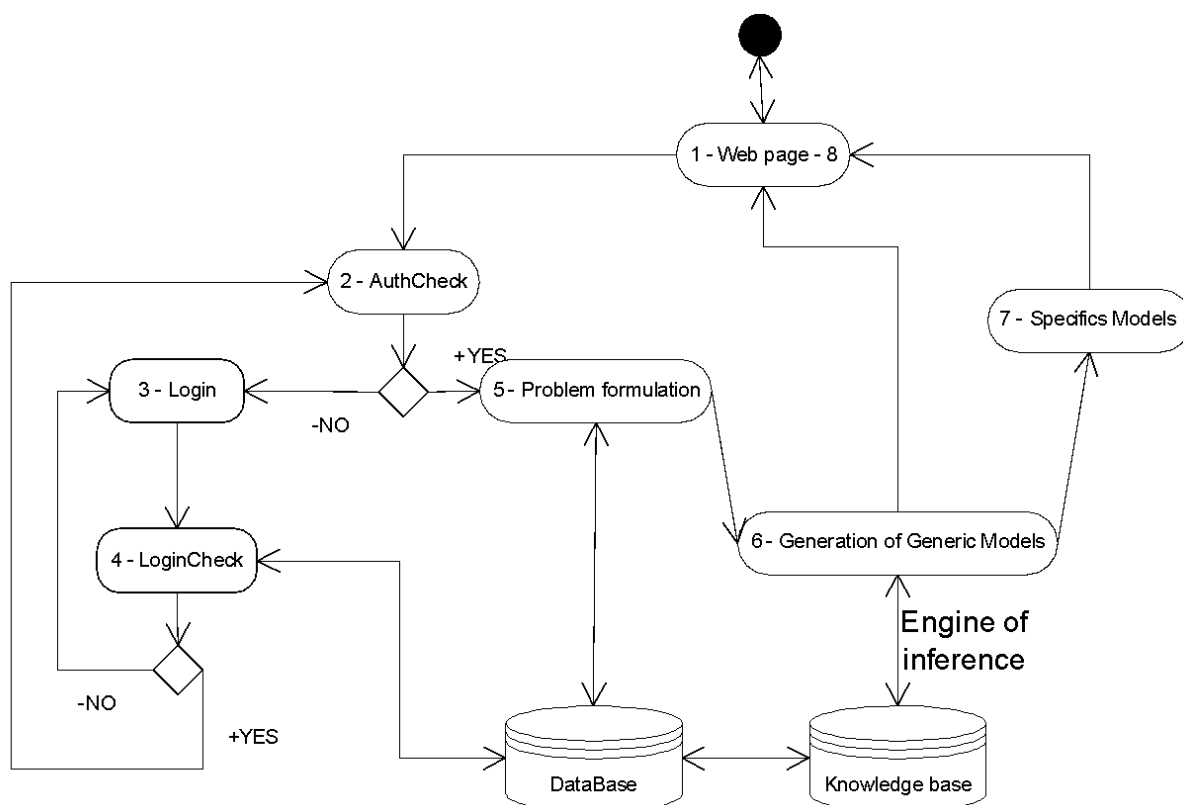 1 - Web page - 8
2 - AuthCheck
7 - Specifics Models
+YES
3 - Login
5- Problem formulation
-NO
6 - Generation of Generic Models
4 - LoginCheck
Engine of
inference
-NO
+YES
DataBase
Knowledge base